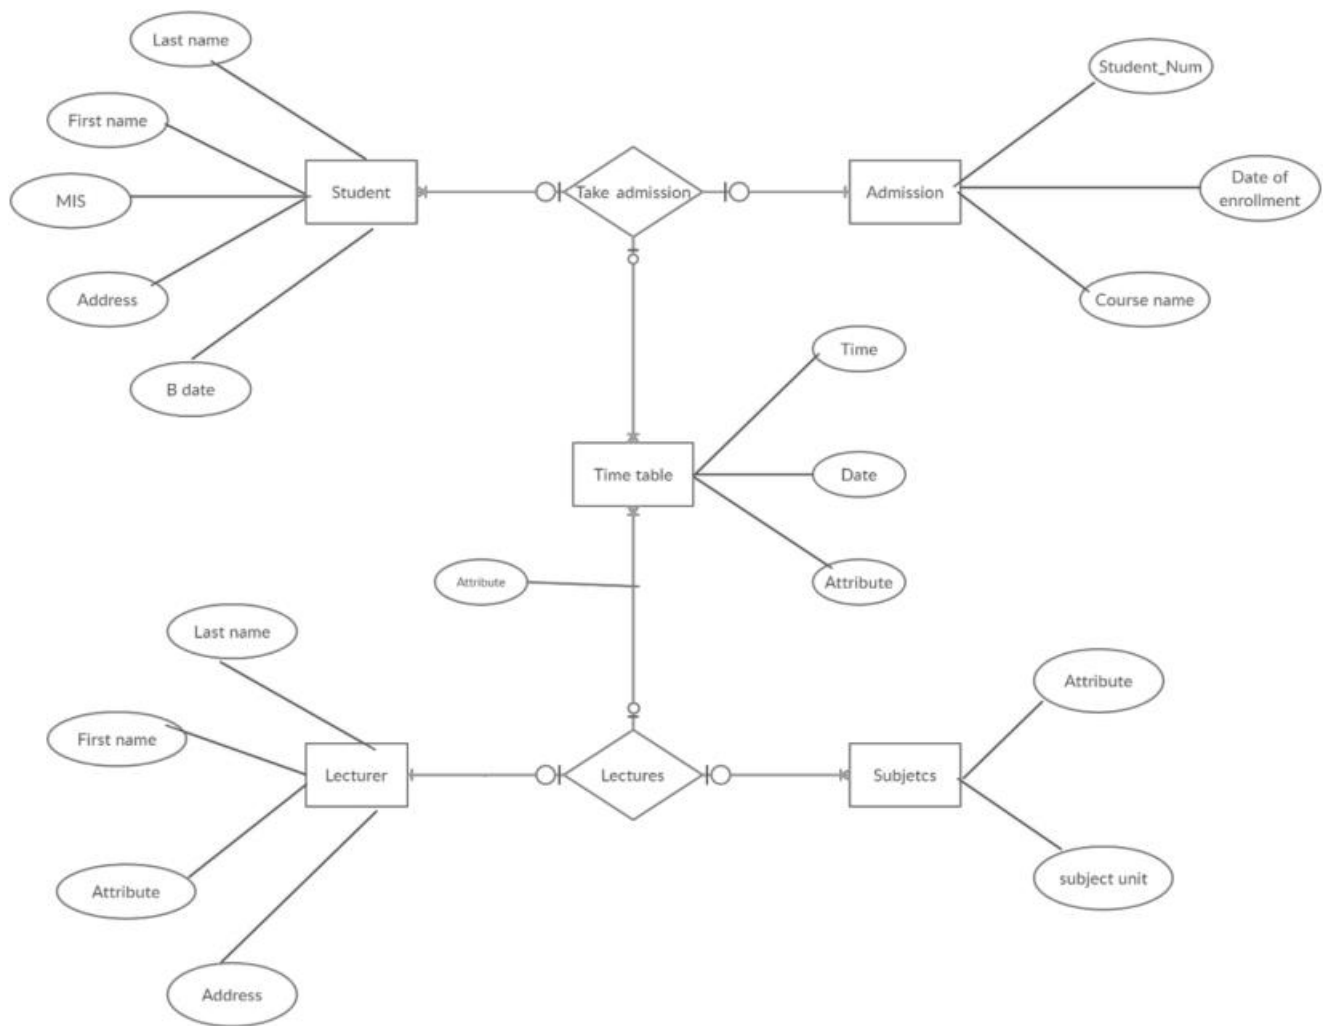 Last name
Student_Num
First name
Date of
enrollment
MIS
Student
Take admission
Admission
Address
Course name
B date
Time
Time table
Date
Attribute
Attribute
Last name
Attribute
First name
Lecturer
Lectures
Subjetcs
Attribute
subject unit
Address